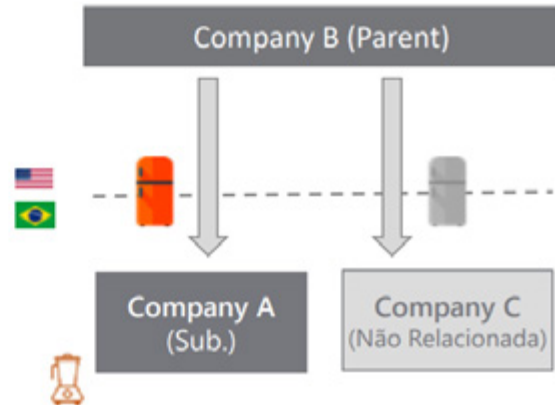 Company B (Parent)
Company A
(Sub.)
Company C
(Não Relacionada)